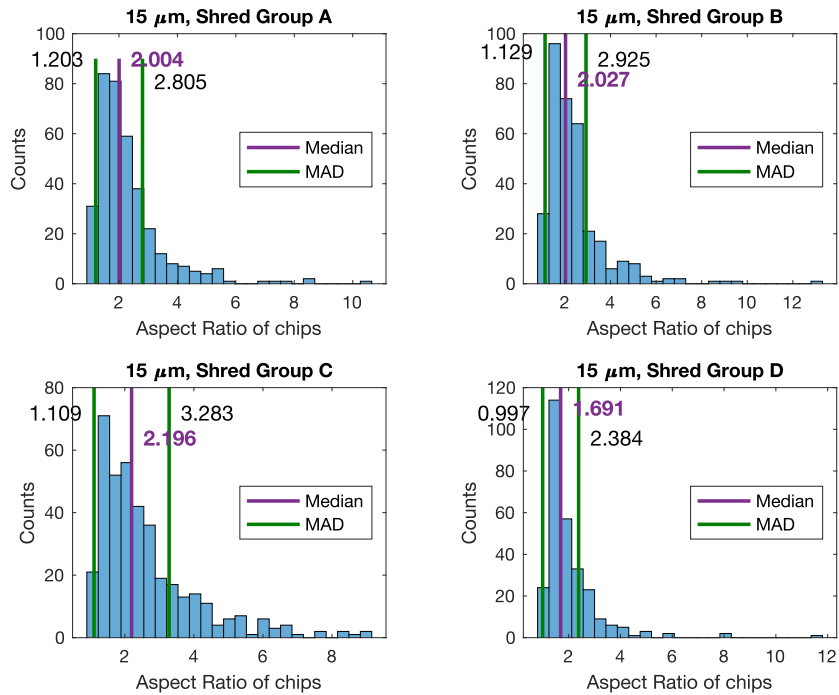 15 μm, Shred Group A
100
80
60
40
20
0
Counts
1.203
2.004
2.805
Median
MAD
2 4 6 8 10
Aspect Ratio of chips
15 μm, Shred Group B
100
80
60
40
20
0
Counts
1.129
2.925
2.027
Median
MAD
2 4 6 8 10 12
Aspect Ratio of chips
15 μm, Shred Group C
80
60
40
20
0
Counts
1.109
3.283
2.196
Median
MAD
2 4 6 8
Aspect Ratio of chips
15 μm, Shred Group D
120
100
80
60
40
20
0
Counts
0.997
1.691
2.384
Median
MAD
2 4 6 8 10 12
Aspect Ratio of chips